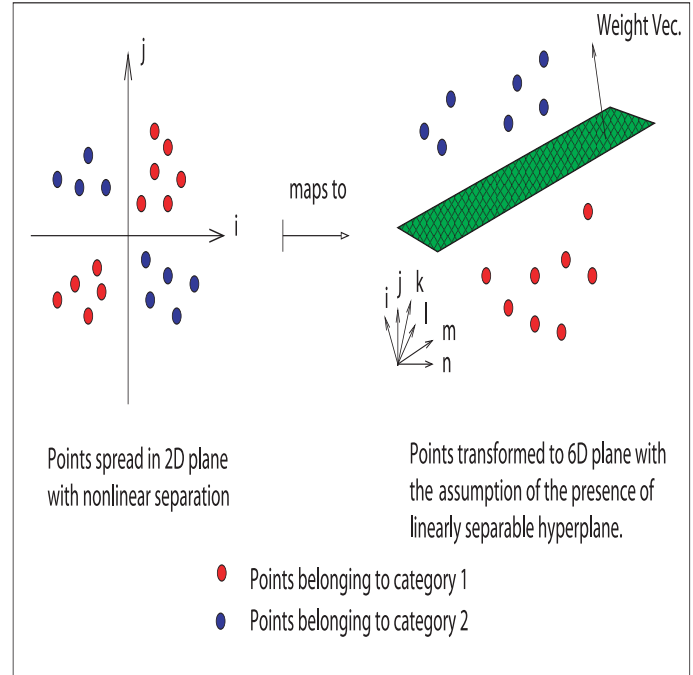 Weight Vec.
j
i
maps to
i
j
k
l
m
n
Points spread in 2D plane
with nonlinear separation
Points transformed to 6D plane with
the assumption of the presence of
linearly separable hyperplane.
Points belonging to category 1
Points belonging to category 2